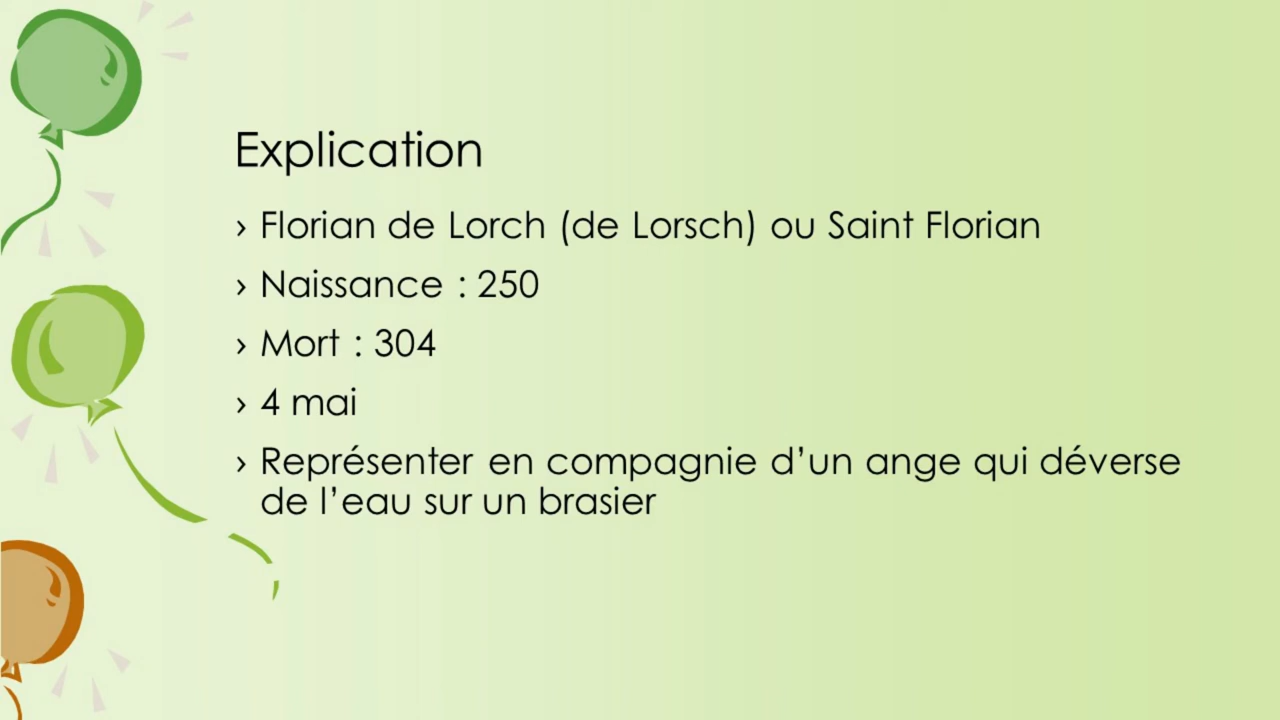 Explication
› Florian de Lorch (de Lorsch) ou Saint Florian
› Naissance : 250
› Mort : 304
› 4 mai
› Représenter en compagnie d’un ange qui déverse
de l’eau sur un brasier